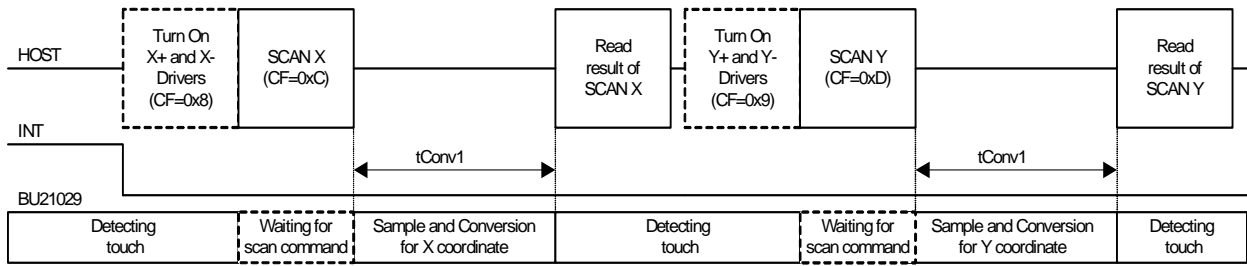 HOST
Turn On
X+ and X-
Drivers
(CF=0x8)
SCAN X
(CF=0xC)
Read
result of
SCAN X
Turn On
Y+ and Y-
Drivers
(CF=0x9)
SCAN Y
(CF=0xD)
Read
result of
SCAN Y
INT
tConv1
tConv1
BU21029
Detecting
touch
Waiting for
scan command
Sample and Conversion
for X coordinate
Detecting
touch
Waiting for
scan command
Sample and Conversion
for Y coordinate
Detecting
touch